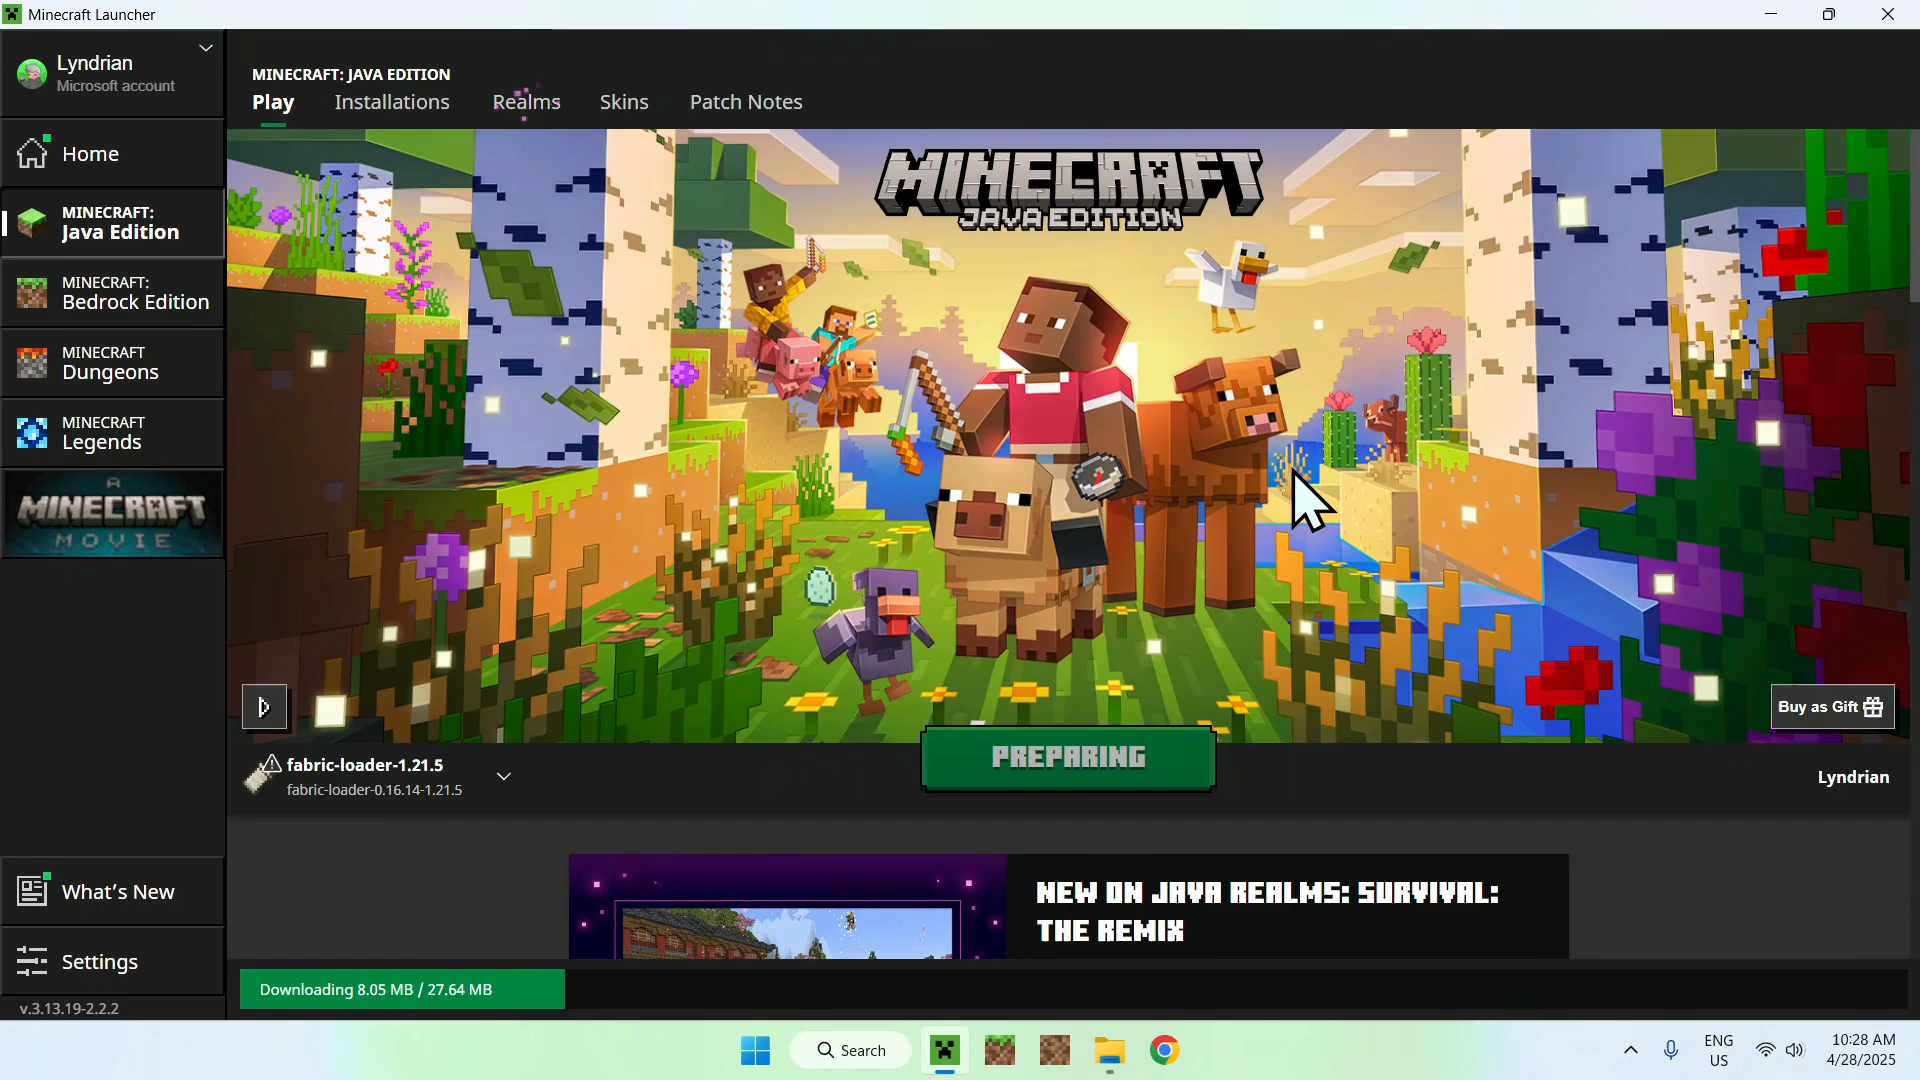 Minecraft Launcher
Lyndrian
Microsoft account
Home
MINECRAFT:
Java Edition
MINECRAFT:
Bedrock Edition
MINECRAFT
Dungeons
MINECRAFT
Legends
A
MINECRAFT
MOVIE
What's New
Settings
v.3.13.19-2.2.2
MINECRAFT: JAVA EDITION
Play Installations Realms Skins Patch Notes
MINECRAFT
JAVA EDITION
Buy as Gift
fabric-loader-1.21.5
fabric-loader-0.16.14-1.21.5
PREPARING
Lyndrian
NEW ON JAVA REALMS: SURVIVAL:
THE REMIX
Downloading 8.05 MB / 27.64 MB
Search
ENG
US
10:28 AM
4/28/2025